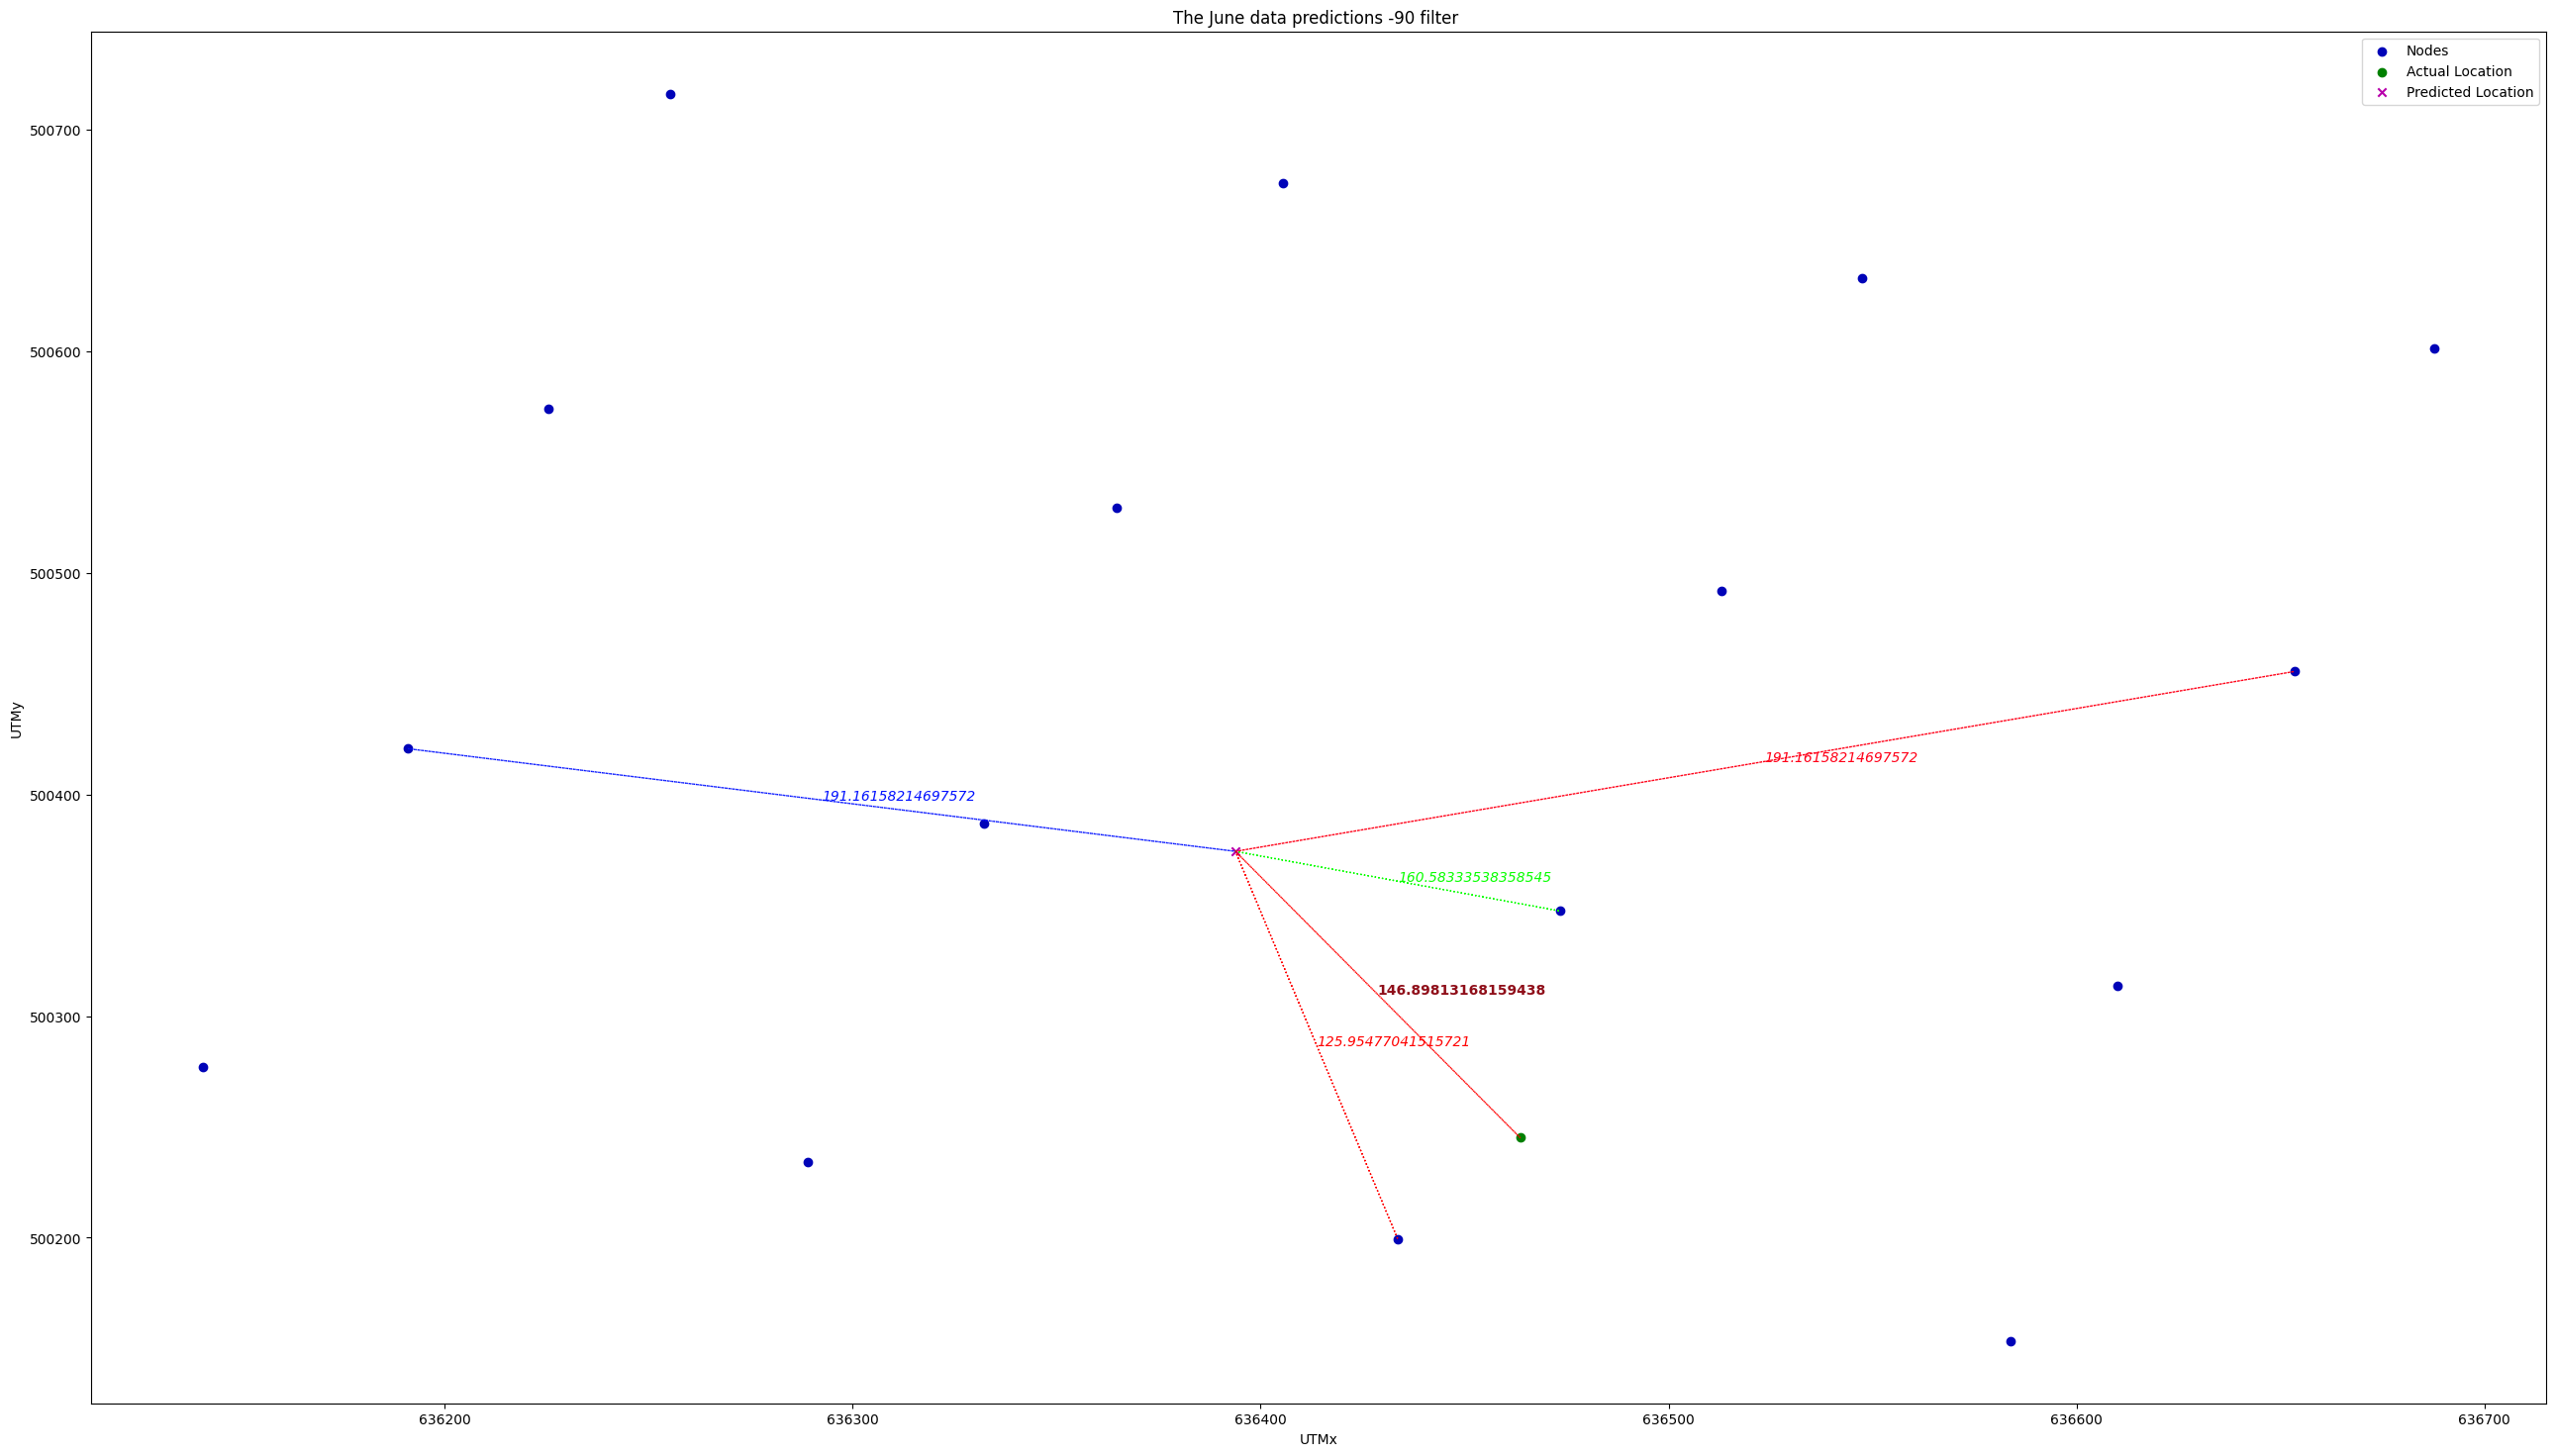 The June data predictions -90 filter
Nodes
Actual Location
Predicted Location
500700
500600
500500
500400
500300
500200
UTMy
191.16158214697572
191.16158214697572
160.58333538358545
146.89813168159438
125.95477041515721
636200
636300
636400
636500
636600
636700
UTMx